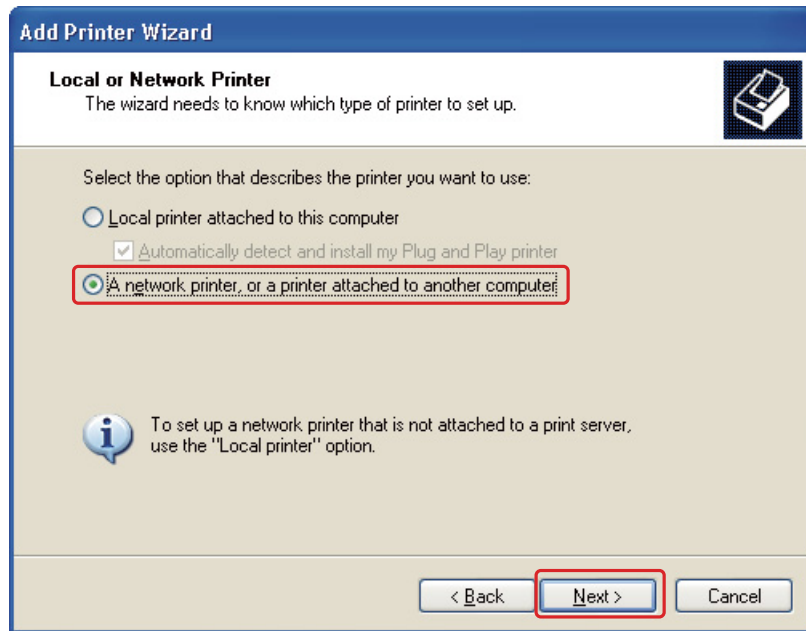 Add Printer Wizard
Local or Network Printer
The wizard needs to know which type of printer to set up.
Select the option that describes the printer you want to use:
Local printer attached to this computer
Automatically detect and install my Plug and Play printer
A network printer, or a printer attached to another computer
To set up a network printer that is not attached to a print server,
use the "Local printer" option.
< Back Next > Cancel